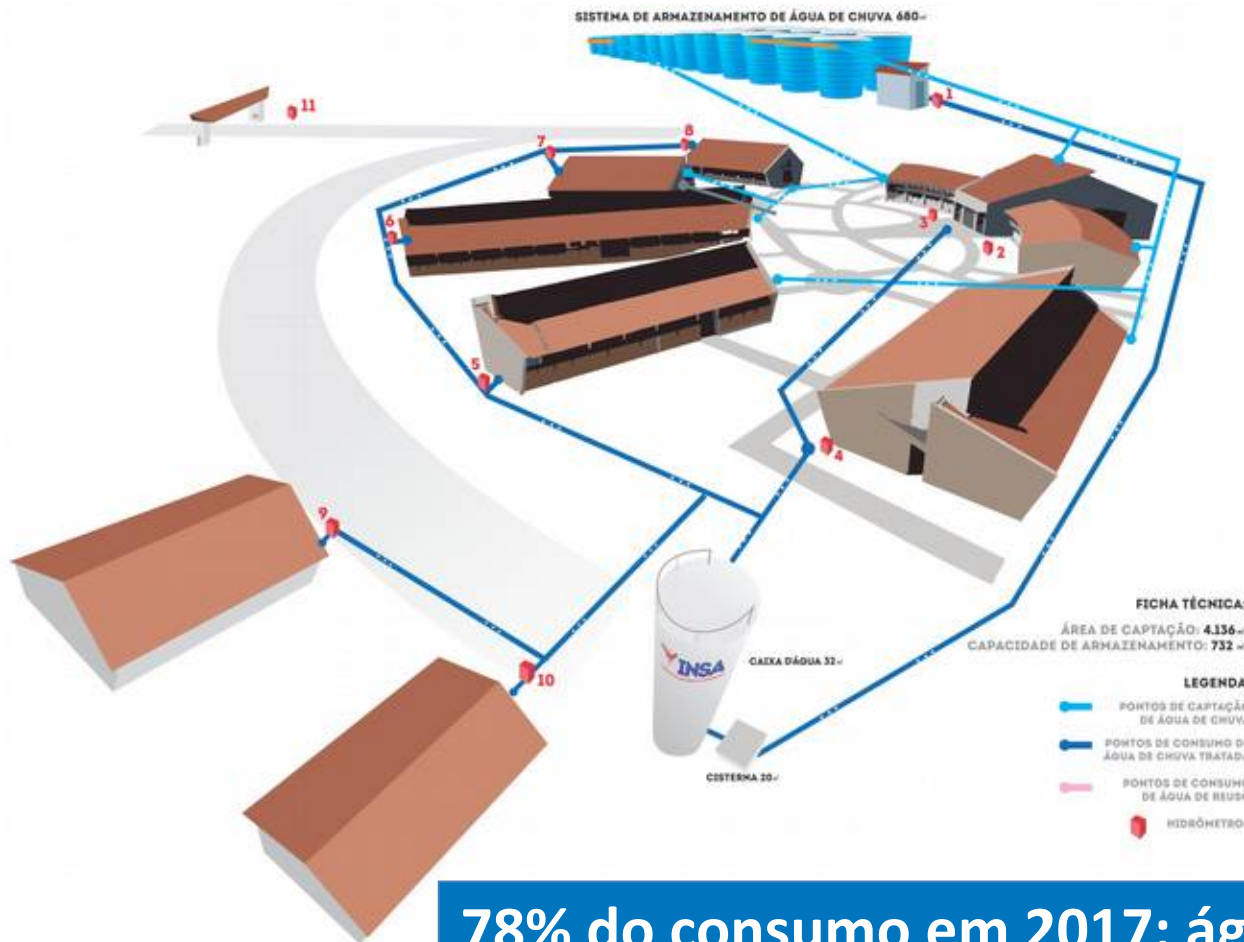 SISTEMA DE ARMAZENAMENTO DE ÁGUA DE CHUVA 680
11
1
8
7
3
6
2
5
4
9
FICHA TÉCNICA:
ÁREA DE CAPTAÇÃO: 4.136
CAPACIDADE DE ARMAZENAMENTO: 732
INSA
CAIXA D'ÁGUA 32
10
LEGENDA
PONTOS DE CAPTAÇÃO
DE ÁGUA DE CHUVA
PONTOS DE CONSUMO DE
ÁGUA DE CHUVA TRATADA
CISTERNA 20
PONTOS DE CONSUMO
DE ÁGUA DE REUSO
HIDRÔMETRO
78% do consumo em 2017: ág